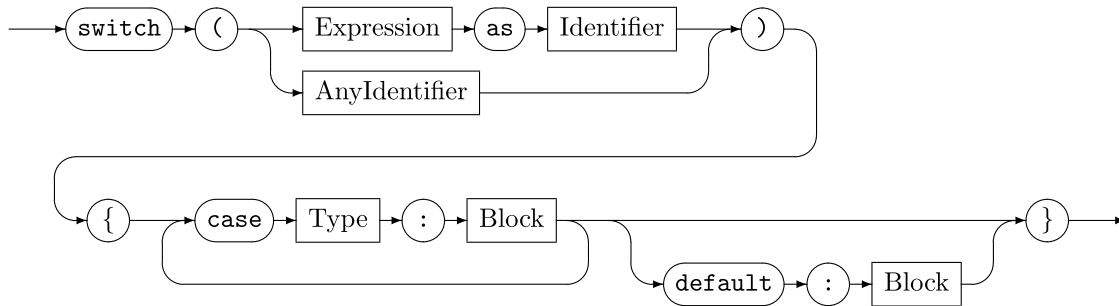 switch ( Expression as Identifier )
AnyIdentifier
{ case Type : Block }
default : Block